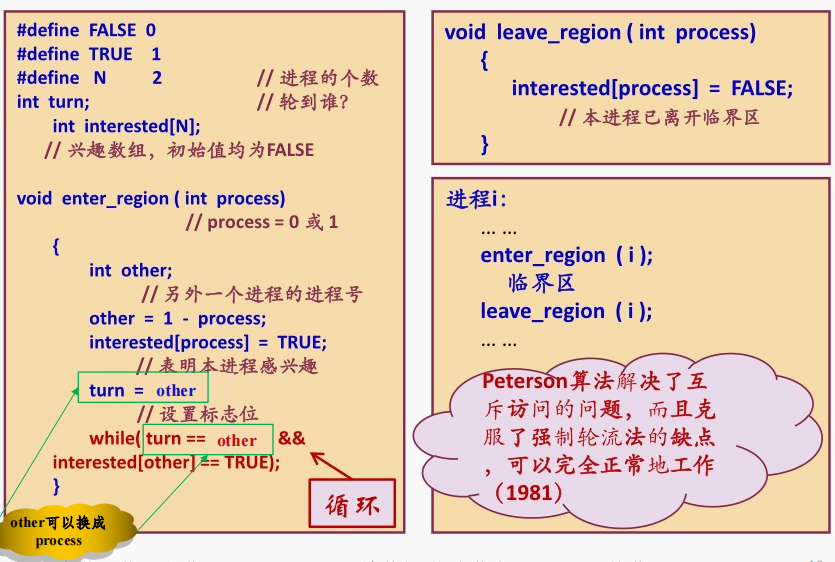 #define FALSE 0
#define TRUE 1
#define N 2 // 进程的个数
int turn; // 轮到谁?
int interested[N];
// 兴趣数组，初始值均为FALSE
void enter_region ( int process)
// process = 0 或 1
{
int other;
// 另外一个进程的进程号
other = 1 - process;
interested[process] = TRUE;
// 表明本进程感兴趣
turn = other
// 设置标志位
while( turn == other &&
interested[other] == TRUE);
}
循环
other可以换成
process
void leave_region ( int process)
{
interested[process] = FALSE;
// 本进程已离开临界区
}
进程i:
... ...
enter_region ( i );
临界区
leave_region ( i );
... ...
Peterson算法解决了互
斥访问的问题，而且克
服了强制轮流法的缺点
，可以完全正常地工作
（1981）